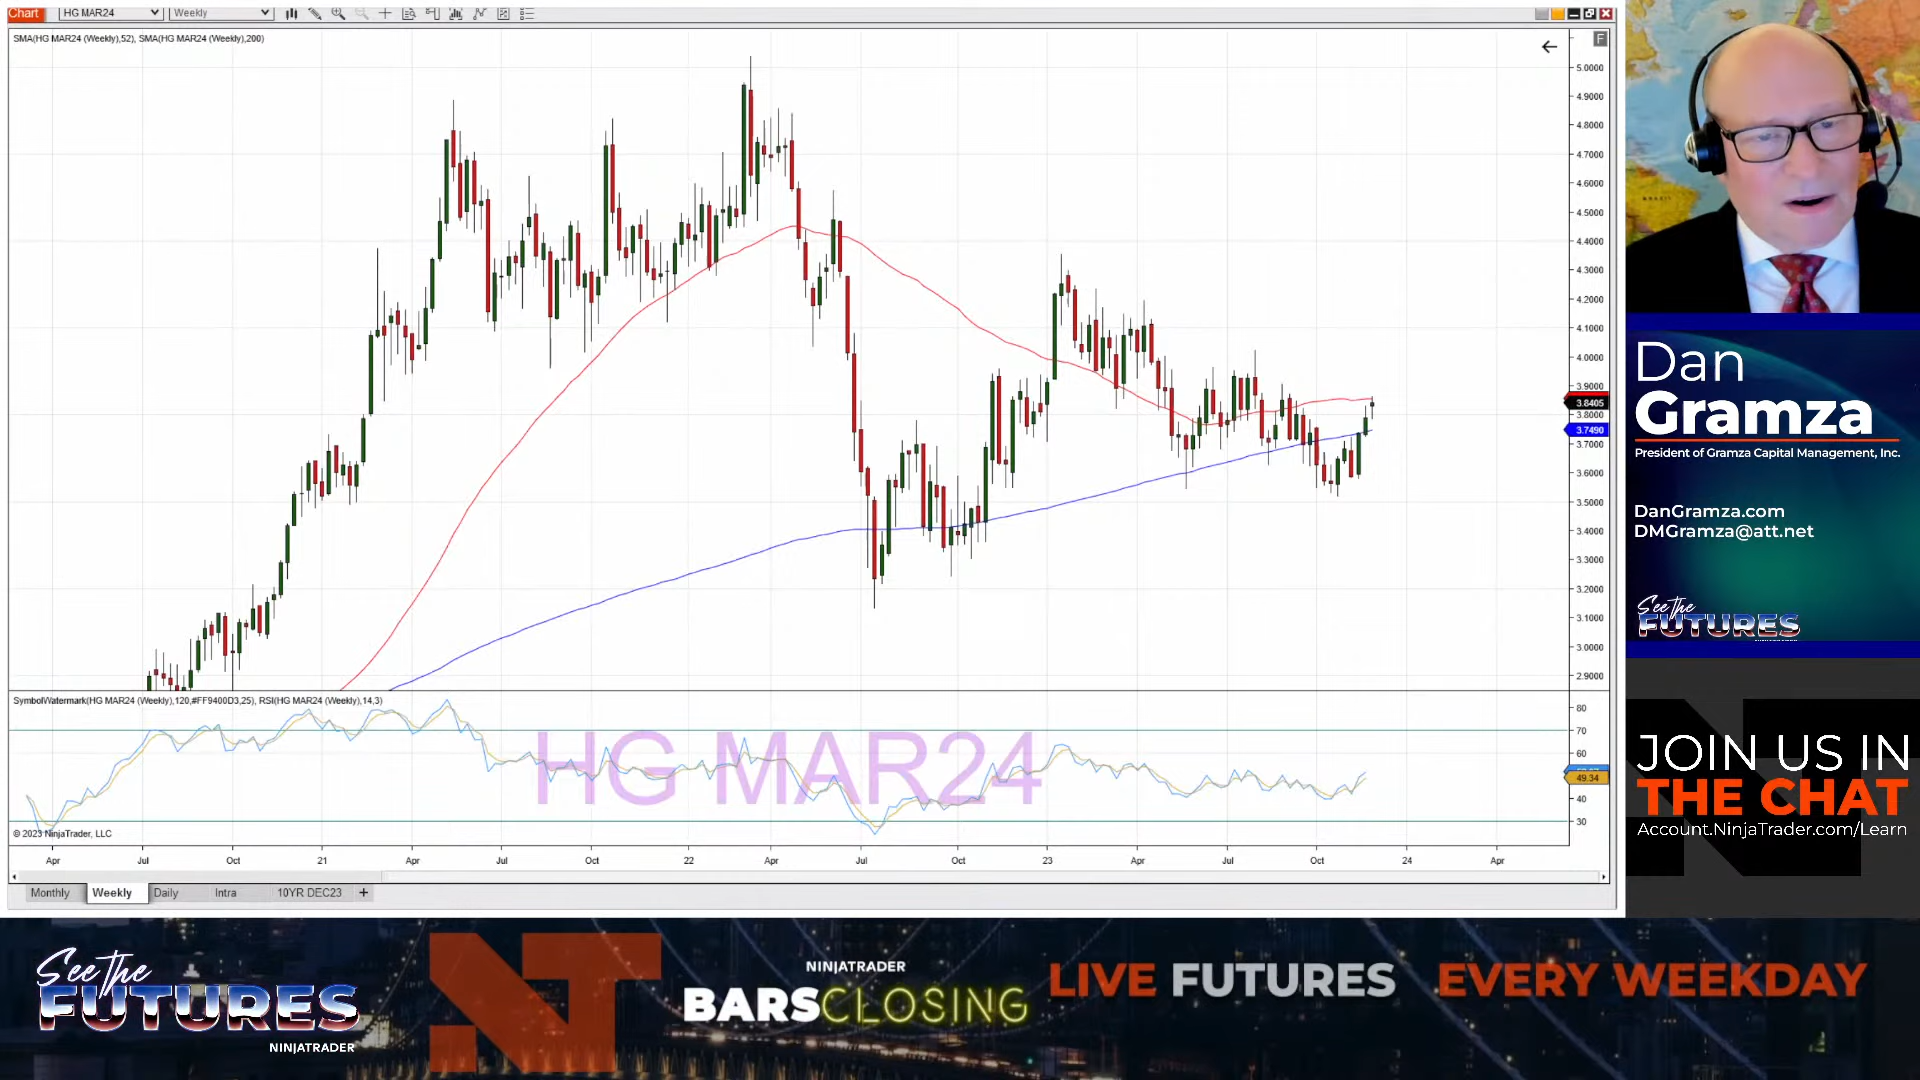 Chart
HG MAR24
Weekly
SMA(HG MAR24 (Weekly),52), SMA(HG MAR24 (Weekly),200)
F
5.0000
4.9000
4.8000
4.7000
4.6000
4.5000
4.4000
4.3000
4.2000
4.1000
4.0000
3.9000
3.8405
3.8000
3.7490
3.7000
3.6000
3.5000
3.4000
3.3000
3.2000
3.1000
3.0000
2.9000
SymbolWatermark(HG MAR24 (Weekly),120,#FF9400D3,25), RSI(HG MAR24 (Weekly),14,3)
HG MAR24
80
70
60
49.34
40
30
© 2023 NinjaTrader, LLC
Apr Jul Oct 21 Apr Jul Oct 22 Apr Jul Oct 23 Apr Jul Oct 24 Apr
Monthly Weekly Daily Intra 10YR DEC23 +
BRAZIL
Dan
Gramza
President of Gramza Capital Management, Inc.
DanGramza.com
DMGramza@att.net
See the
FUTURES
JOIN US IN
THE CHAT
Account.NinjaTrader.com/Learn
See the
FUTURES
NINJATRADER
NINJATRADER
BARSCLOSING
LIVE FUTURES EVERY WEEKDAY